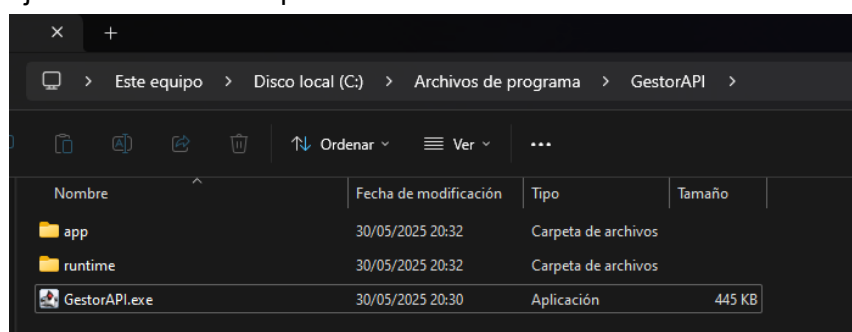 Este equipo > Disco local (C:) > Archivos de programa > GestorAPI >
Ordenar Ver
Nombre Fecha de modificación Tipo Tamaño
app 30/05/2025 20:32 Carpeta de archivos
runtime 30/05/2025 20:32 Carpeta de archivos
GestorAPI.exe 30/05/2025 20:30 Aplicación 445 KB